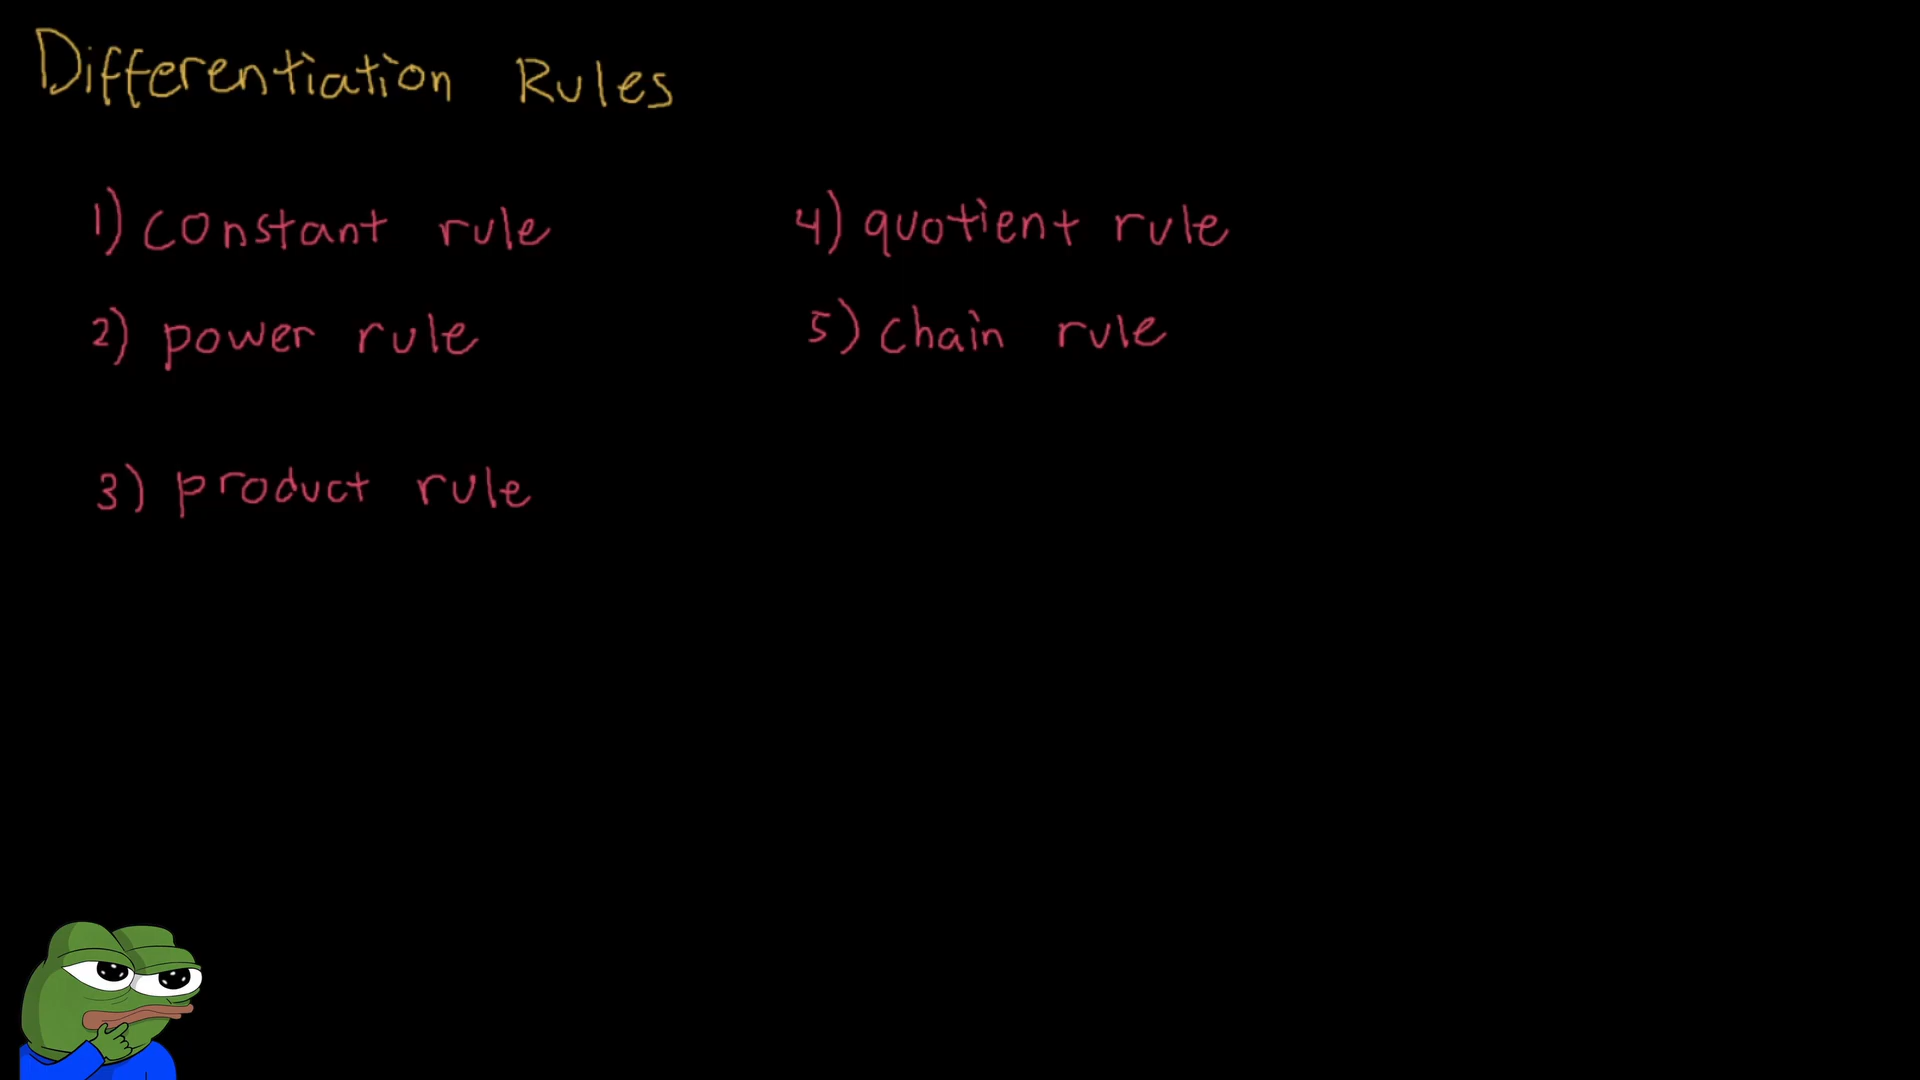 Differentiation Rules
1) constant rule
2) power rule
3) product rule
4) quotient rule
5) chain rule